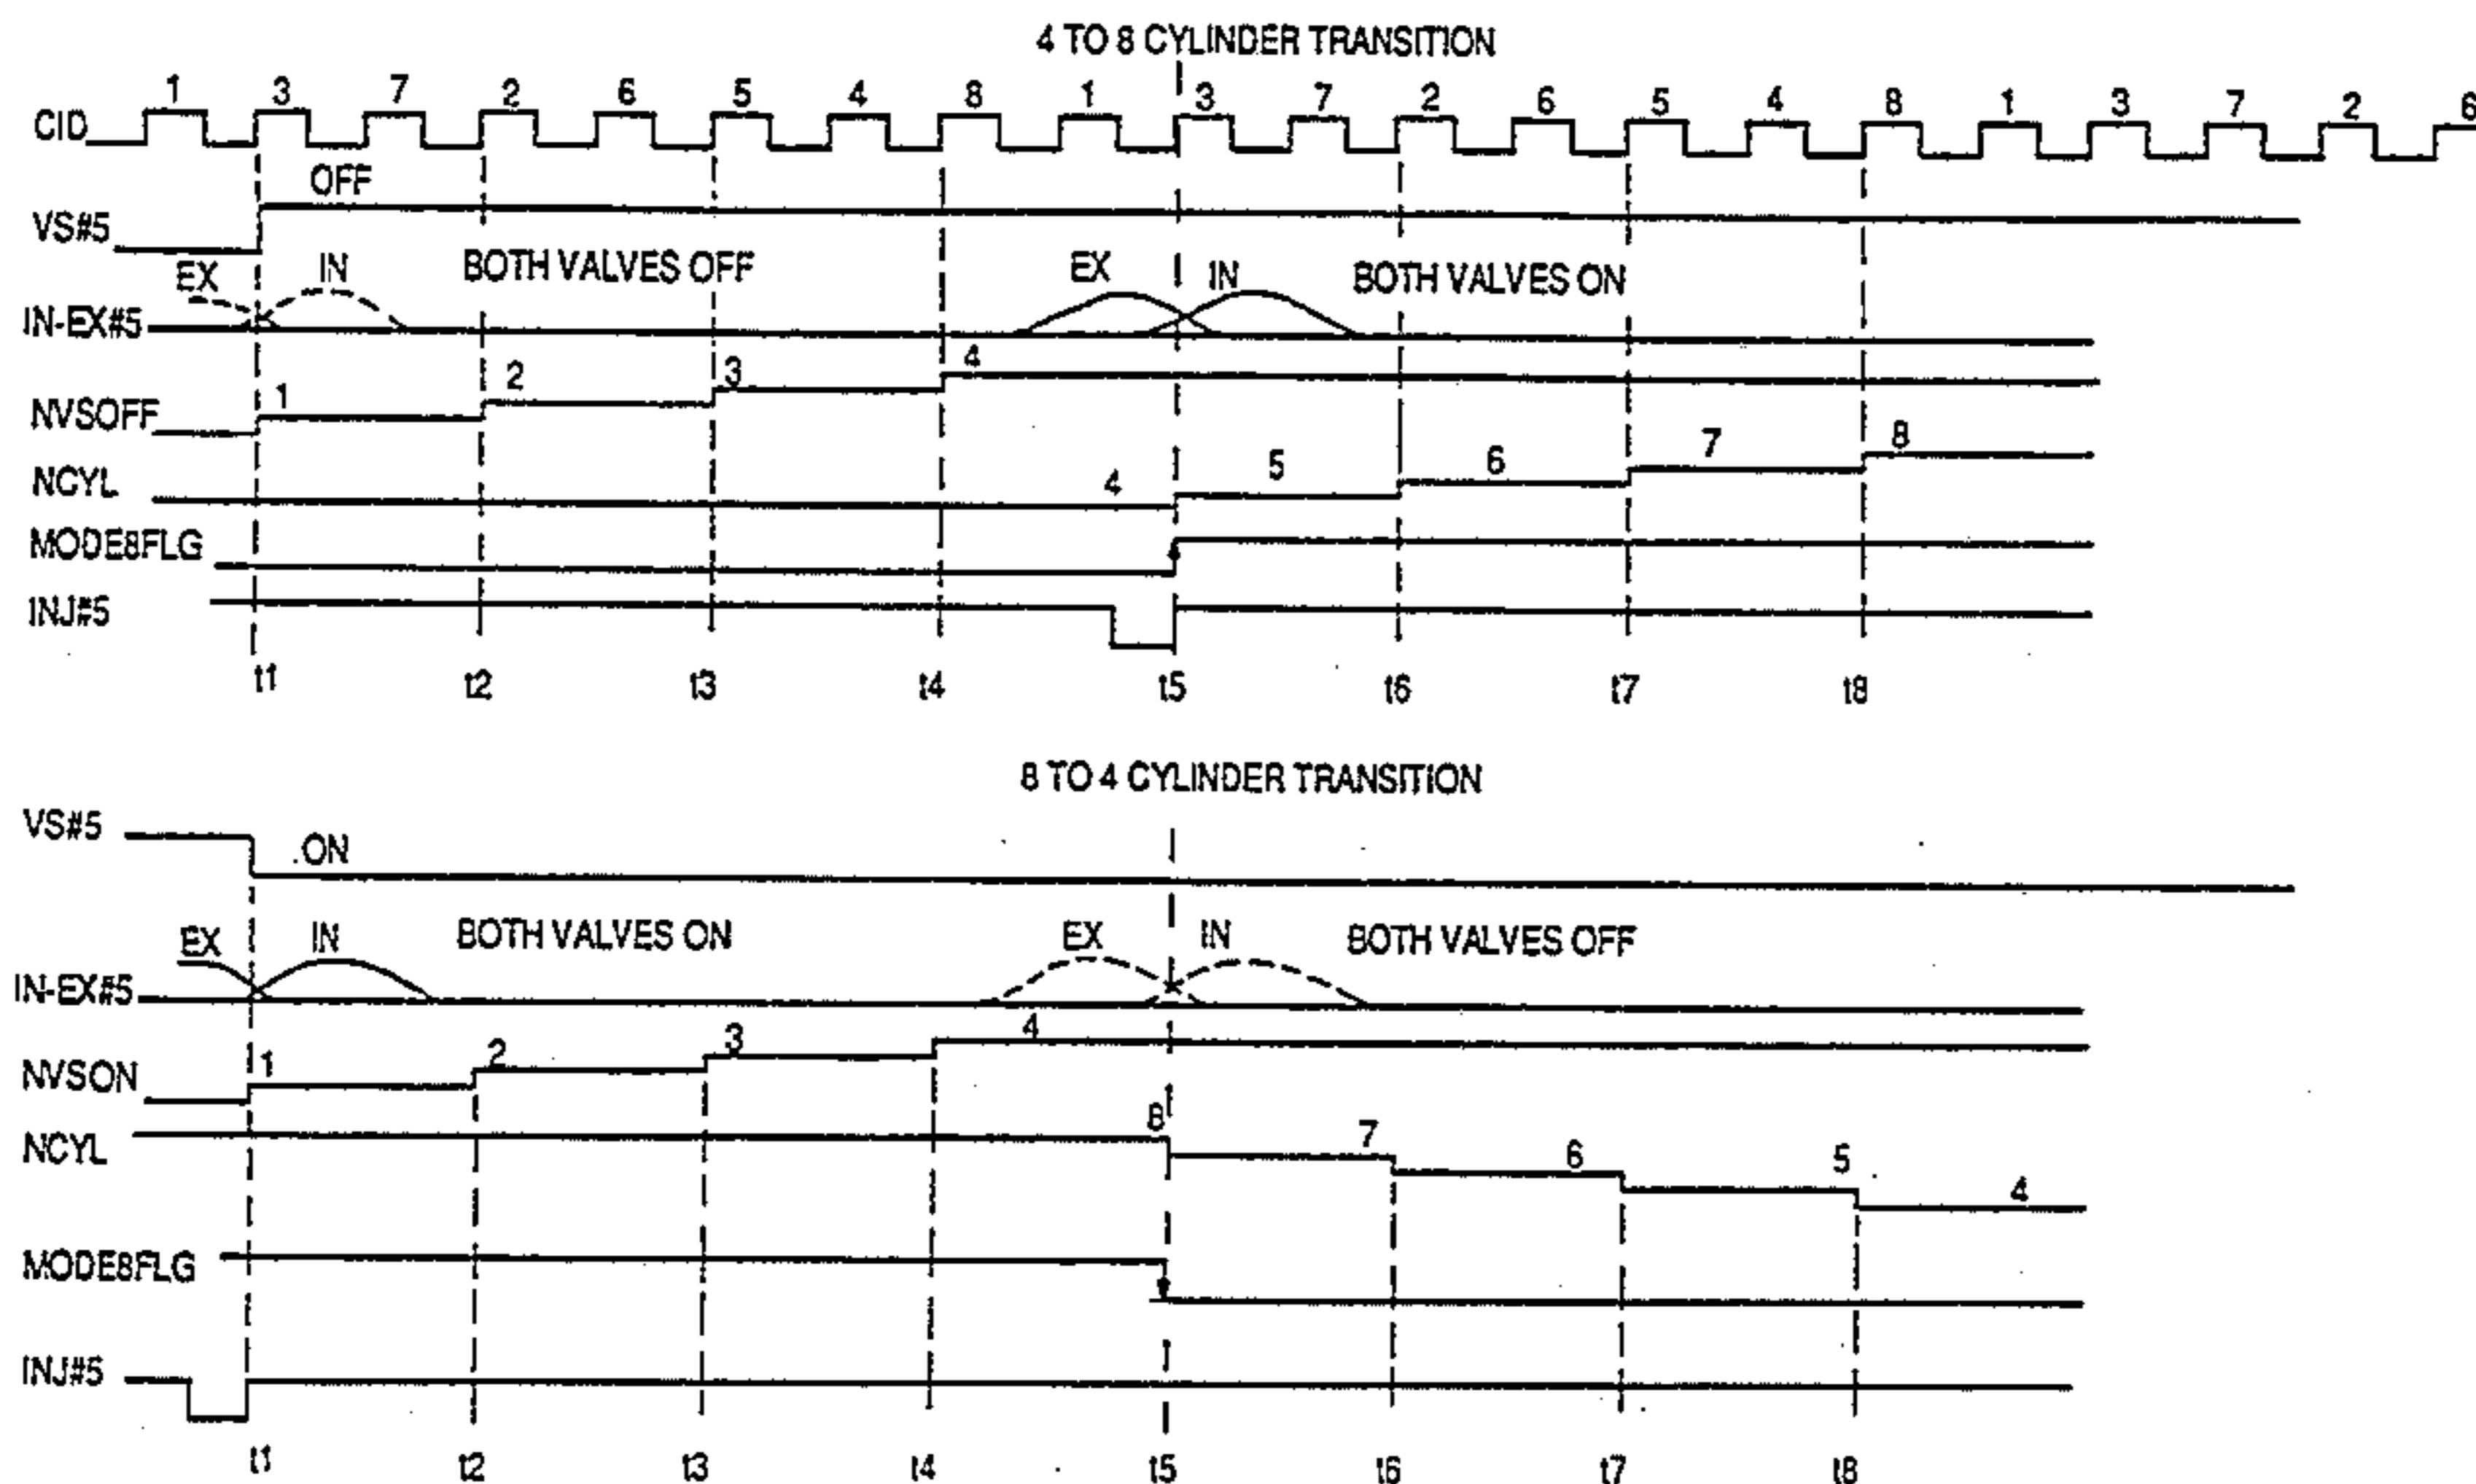 4 TO 8 CYLINDER TRANSITION
1 3 7 2 6 5 4 8 1 3 7 2 6 5 4 8 1 3 7 2 6
CID
OFF
VS#5
EX IN BOTH VALVES OFF EX IN BOTH VALVES ON
IN-EX#5
1 2 3 4
NVSOFF
4 5 6 7 8
NCYL
MODE8FLG
INJ#5
t1 t2 t3 t4 t5 t6 t7 t8
8 TO 4 CYLINDER TRANSITION
VS#5
ON
EX IN BOTH VALVES ON EX IN BOTH VALVES OFF
IN-EX#5
1 2 3 4
NVSON
8 7 6 5 4
NCYL
MODE8FLG
INJ#5
t1 t2 t3 t4 t5 t6 t7 t8